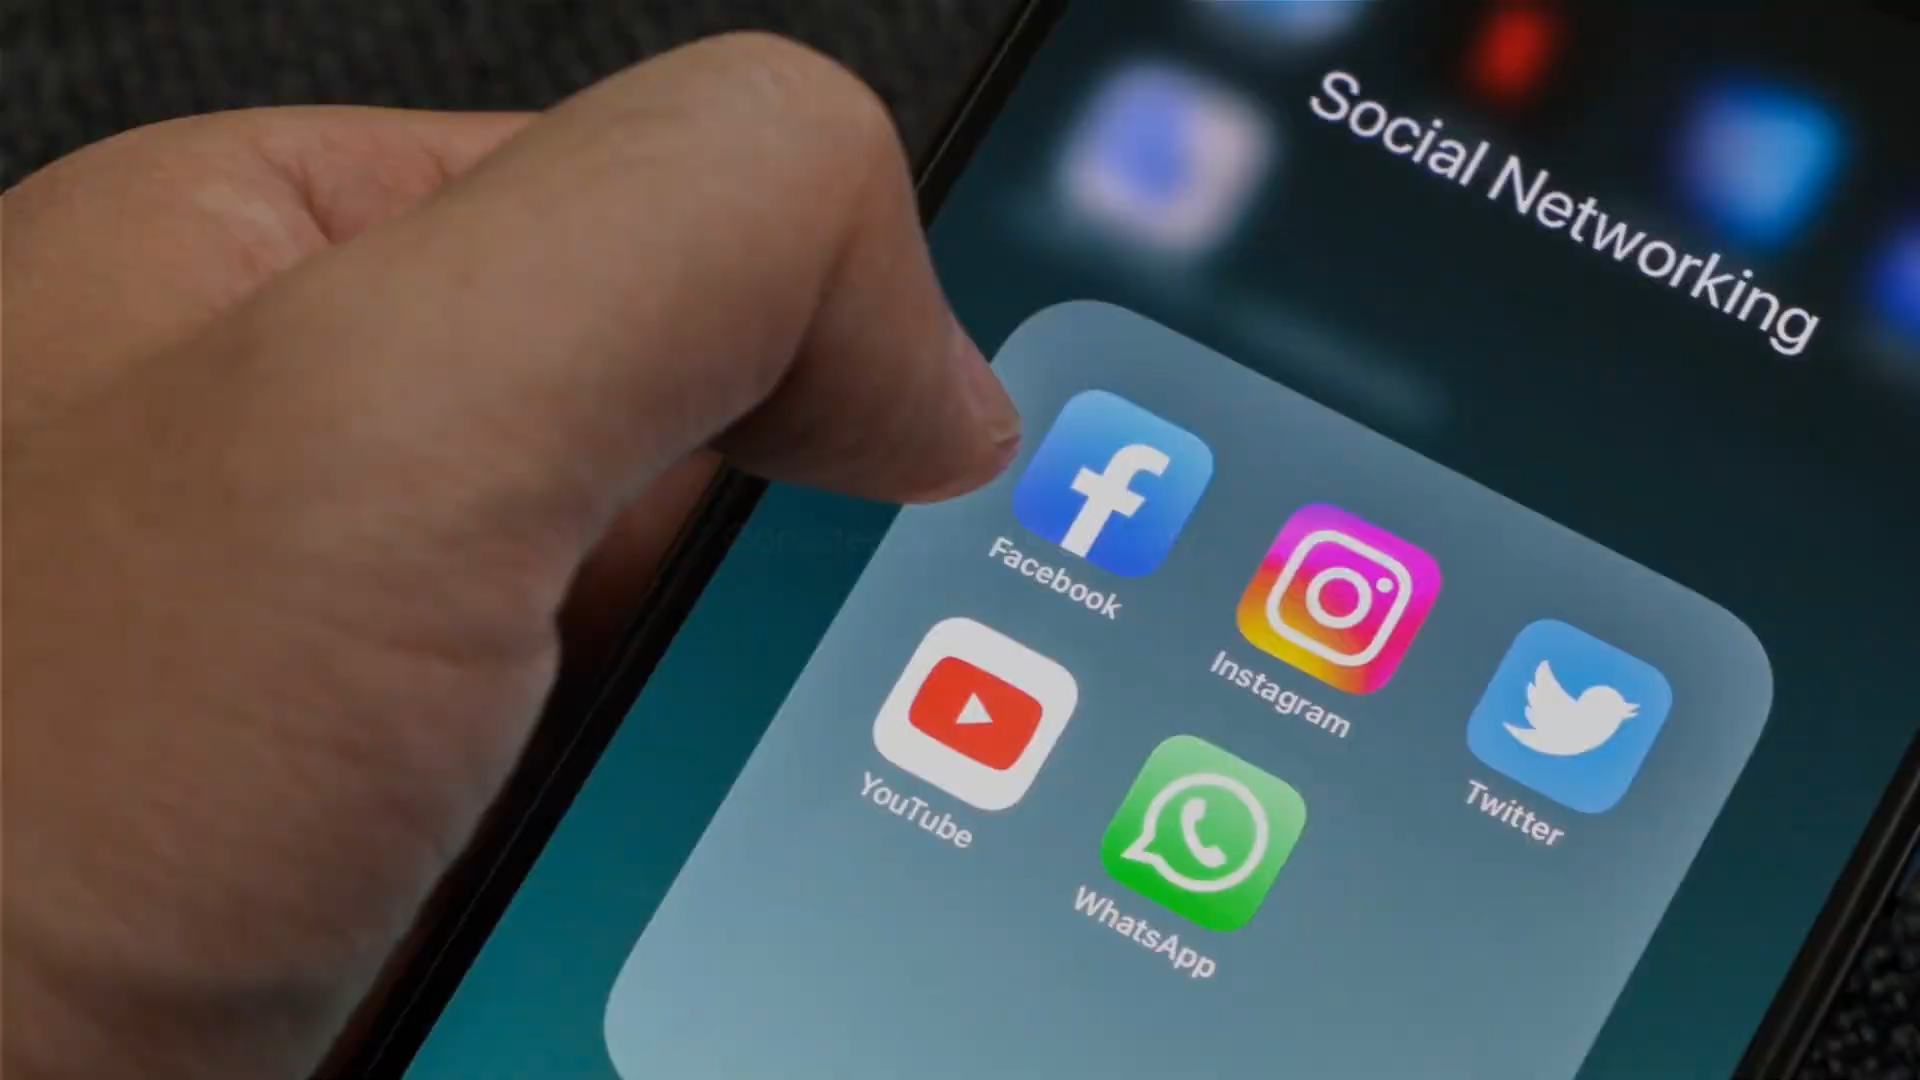 Social Networking
Facebook
Instagram
Twitter
YouTube
WhatsApp